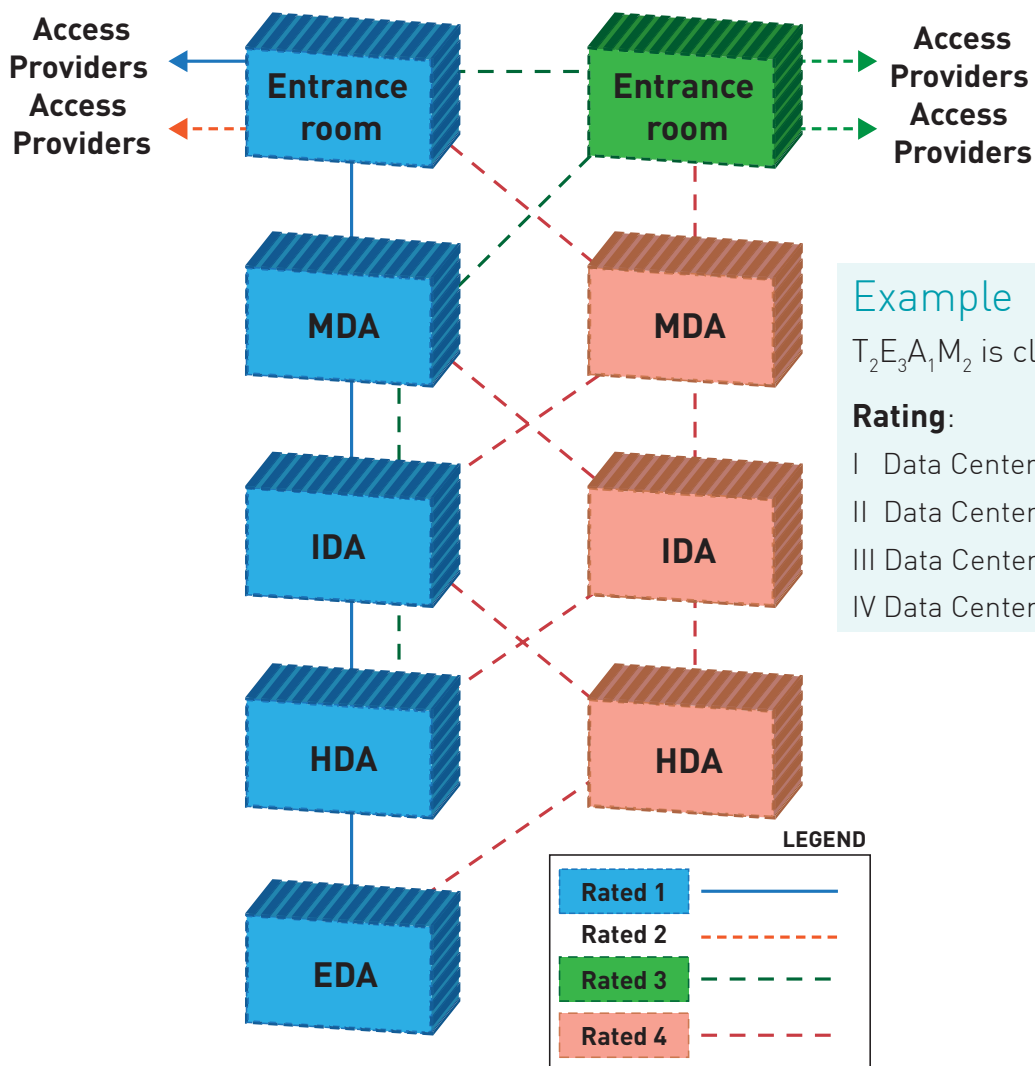 Access
Providers
Access
Providers
Entrance
room
Entrance
room
Access
Providers
Access
Providers
MDA
MDA
Example
T₂E₃A₁M₂ is cl
Rating:
I Data Center
II Data Center
III Data Center
IV Data Center
IDA
IDA
HDA
HDA
EDA
LEGEND
Rated 1
Rated 2
Rated 3
Rated 4